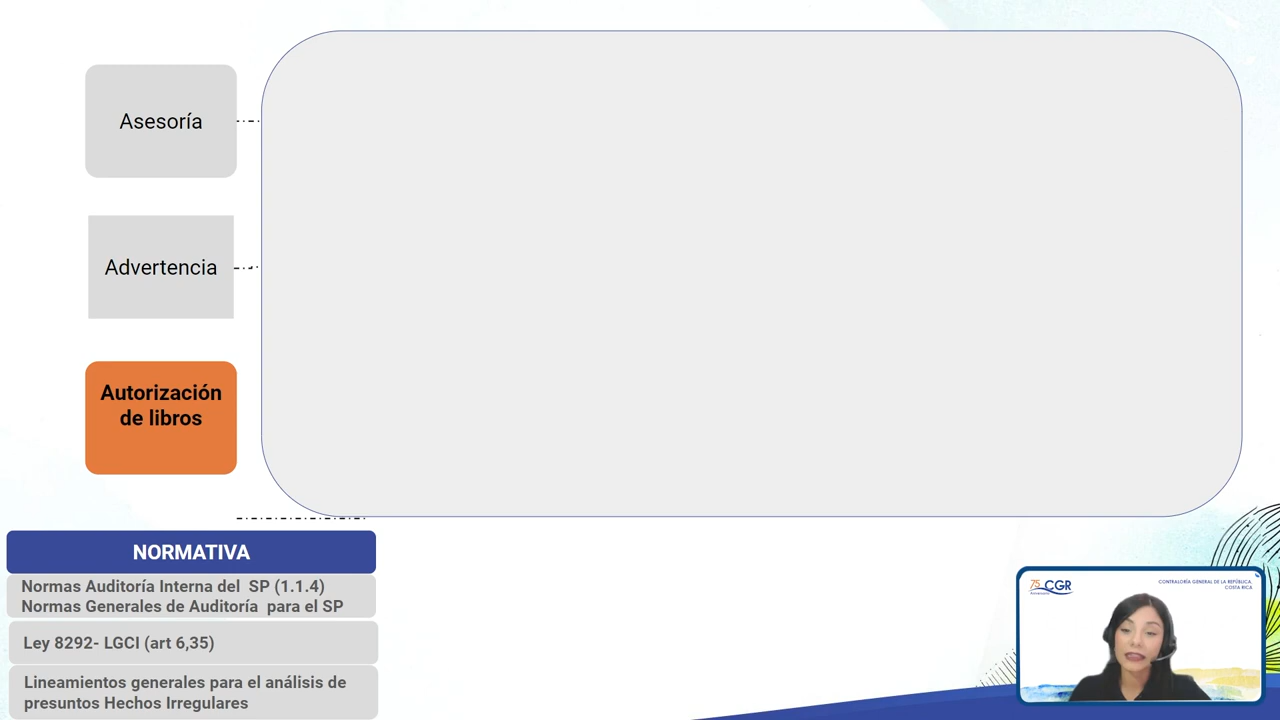 Asesoría
Advertencia
Autorización
de libros
NORMATIVA
Normas Auditoría Interna del SP (1.1.4)
Normas Generales de Auditoría para el SP
Ley 8292- LGCI (art 6,35)
Lineamientos generales para el análisis de
presuntos Hechos Irregulares
75 CGR
Aniversario
CONTRALORÍA GENERAL DE LA REPÚBLICA,
COSTA RICA